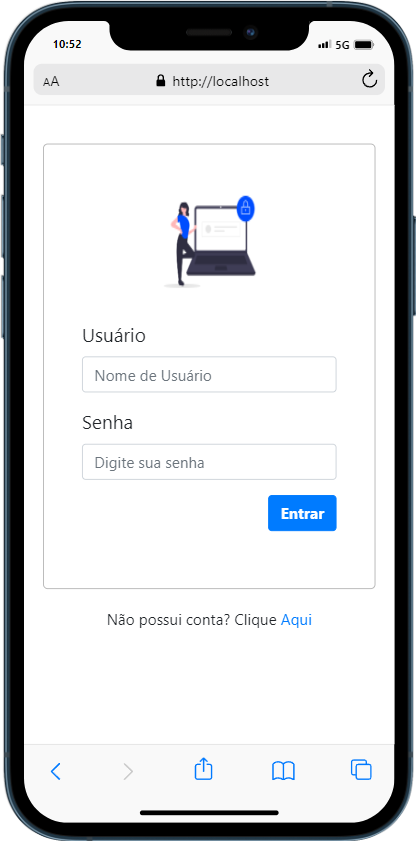 10:52
5G
AA http://localhost
Usuário
Nome de Usuário
Senha
Digite sua senha
Entrar
Não possui conta? Clique Aqui